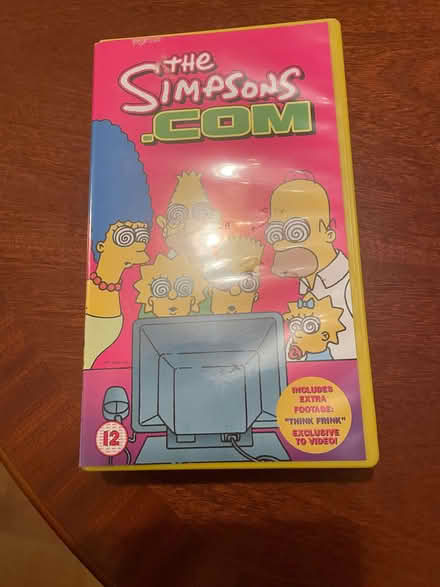 THE
SIMPSONS
.COM
INCLUDES
EXTRA
FOOTAGE:
"THINK FRINK"
EXCLUSIVE
TO VIDEO!
12